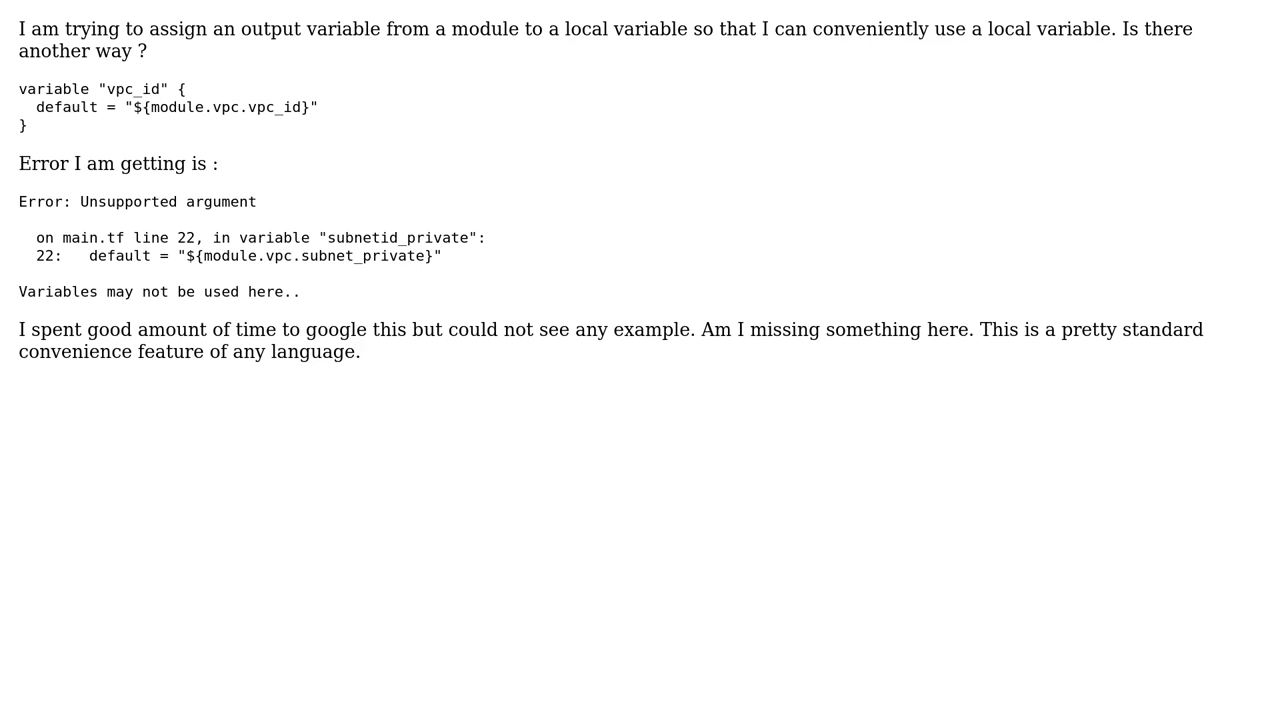 I am trying to assign an output variable from a module to a local variable so that I can conveniently use a local variable. Is there
another way ?
variable "vpc_id" {
  default = "${module.vpc.vpc_id}"
}
Error I am getting is :
Error: Unsupported argument
  on main.tf line 22, in variable "subnetid_private":
  22:   default = "${module.vpc.subnet_private}"
Variables may not be used here..
I spent good amount of time to google this but could not see any example. Am I missing something here. This is a pretty standard
convenience feature of any language.